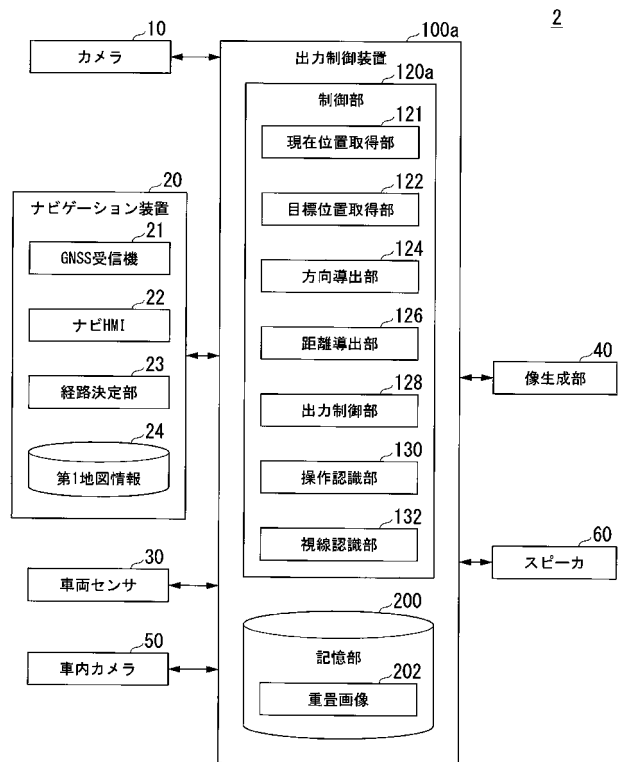 2
10
カメラ
100a
出力制御装置
120a
制御部
121
現在位置取得部
122
目標位置取得部
124
方向導出部
126
距離導出部
128
出力制御部
130
操作認識部
132
視線認識部
20
ナビゲーション装置
21
GNSS受信機
22
ナビHMI
23
経路決定部
24
第1地図情報
30
車両センサ
50
車内カメラ
200
記憶部
202
重畳画像
40
像生成部
60
スピーカ